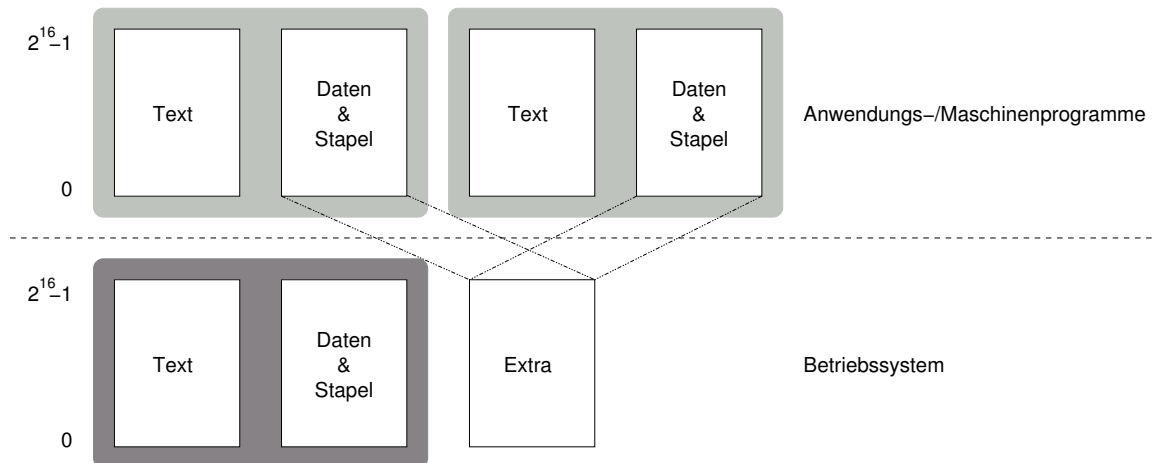 2^16–1
Text
Daten
&
Stapel
Text
Daten
&
Stapel
Anwendungs–/Maschinenprogramme
0
2^16–1
Text
Daten
&
Stapel
Extra
Betriebssystem
0